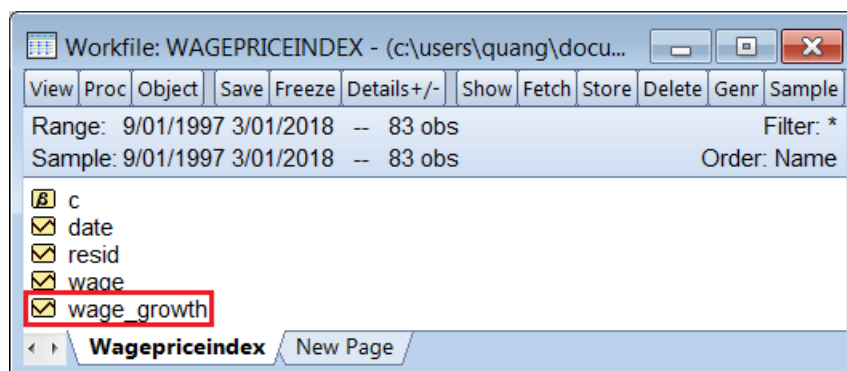 Workfile: WAGEPRICEINDEX - (c:\users\quang\docu...
View Proc Object Save Freeze Details+/- Show Fetch Store Delete Genr Sample
Range: 9/01/1997 3/01/2018 -- 83 obs Filter: *
Sample: 9/01/1997 3/01/2018 -- 83 obs Order: Name
β c
date
resid
wage
wage_growth
Wagepriceindex New Page